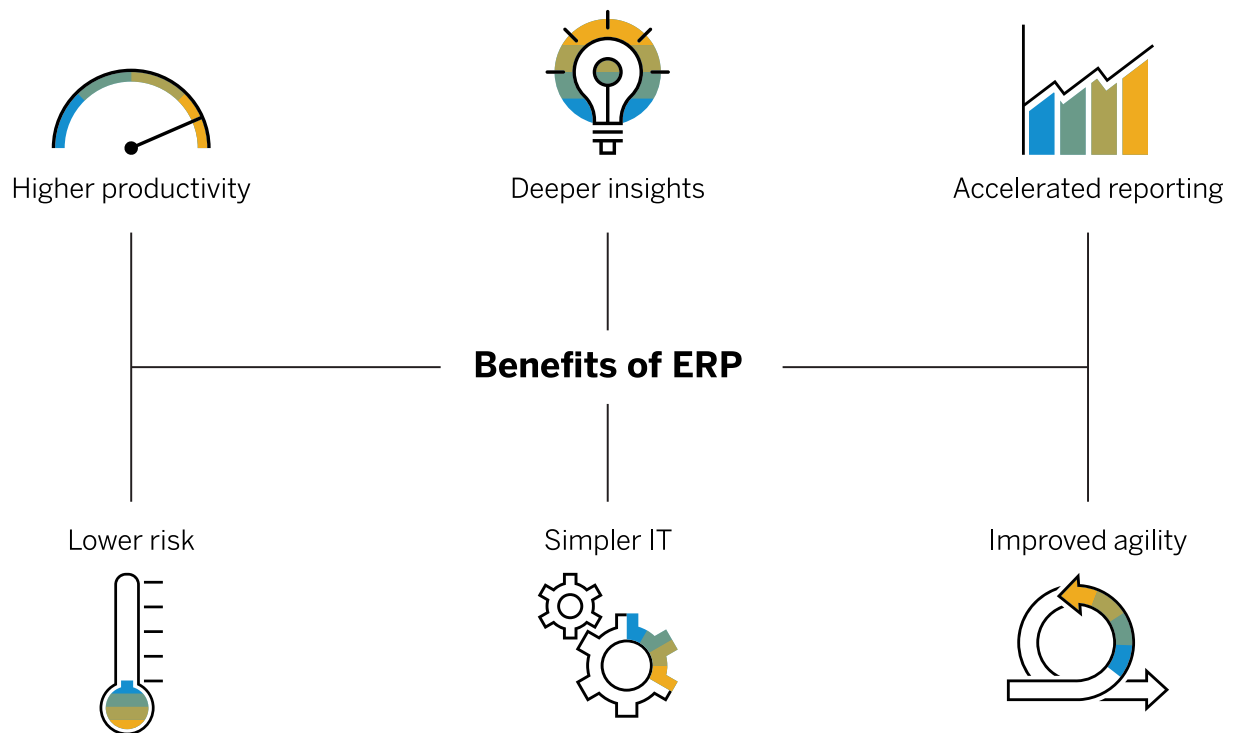 Higher productivity
Deeper insights
Accelerated reporting
Benefits of ERP
Lower risk
Simpler IT
Improved agility